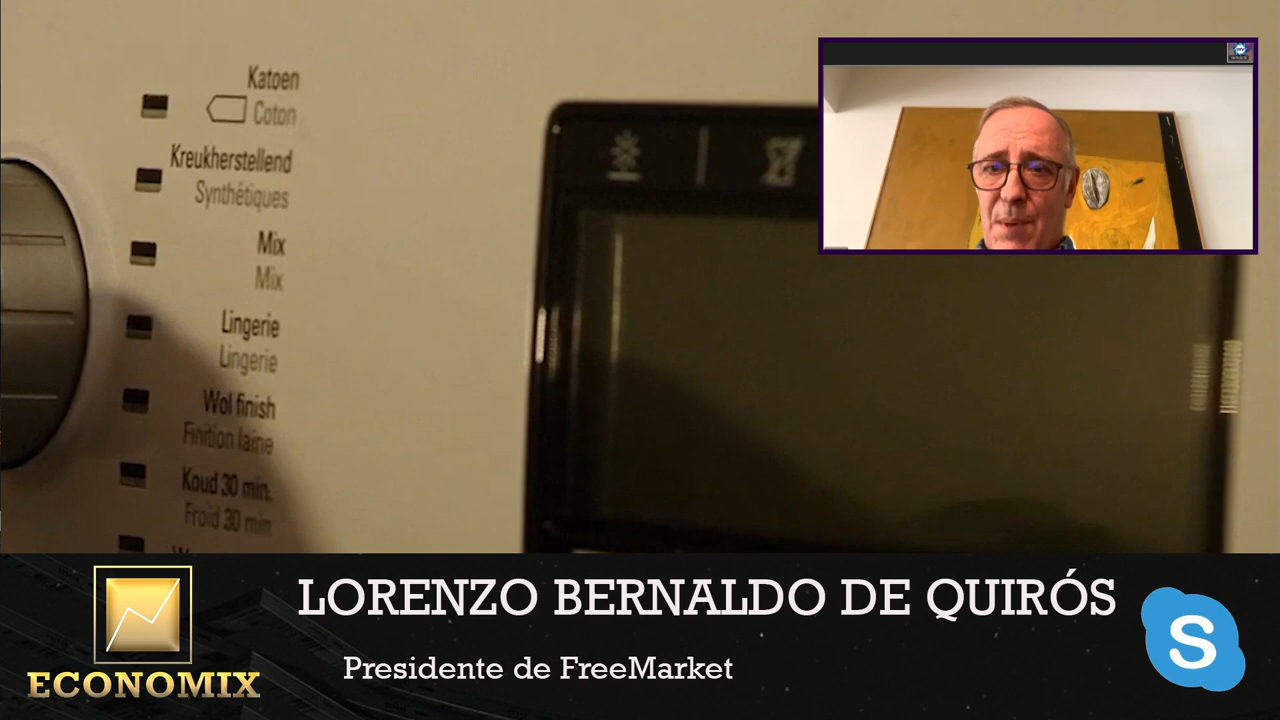 Katoen
Coton
Kreukherstellend
Synthétiques
Mix
Mix
Lingerie
Lingerie
Wol finish
Finition laine
Koud 30 min.
Froid 30 min
LORENZO BERNALDO DE QUIRÓS
Presidente de FreeMarket
ECONOMIX
S